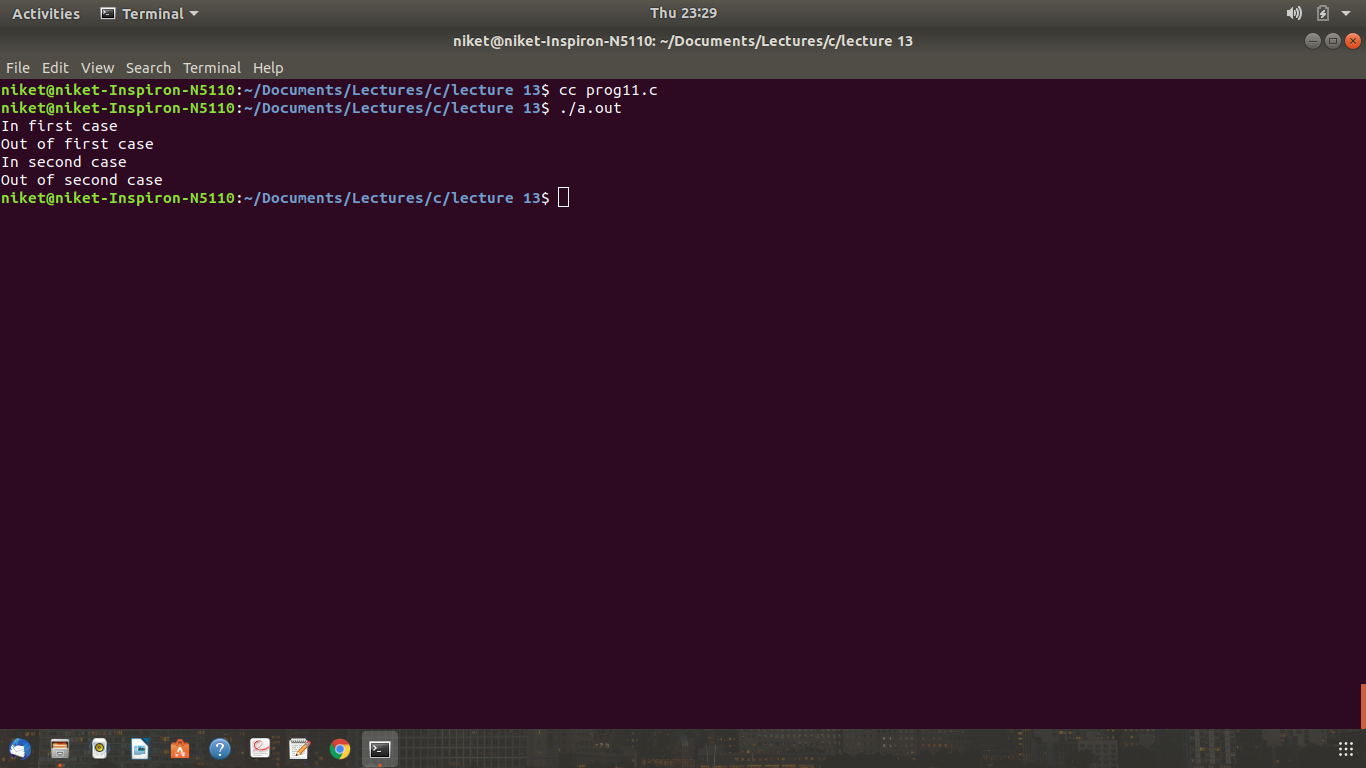 Activities Terminal Thu 23:29
niket@niket-Inspiron-N5110: ~/Documents/Lectures/c/lecture 13
File Edit View Search Terminal Help
niket@niket-Inspiron-N5110:~/Documents/Lectures/c/lecture 13$ cc prog11.c
niket@niket-Inspiron-N5110:~/Documents/Lectures/c/lecture 13$ ./a.out
In first case
Out of first case
In second case
Out of second case
niket@niket-Inspiron-N5110:~/Documents/Lectures/c/lecture 13$